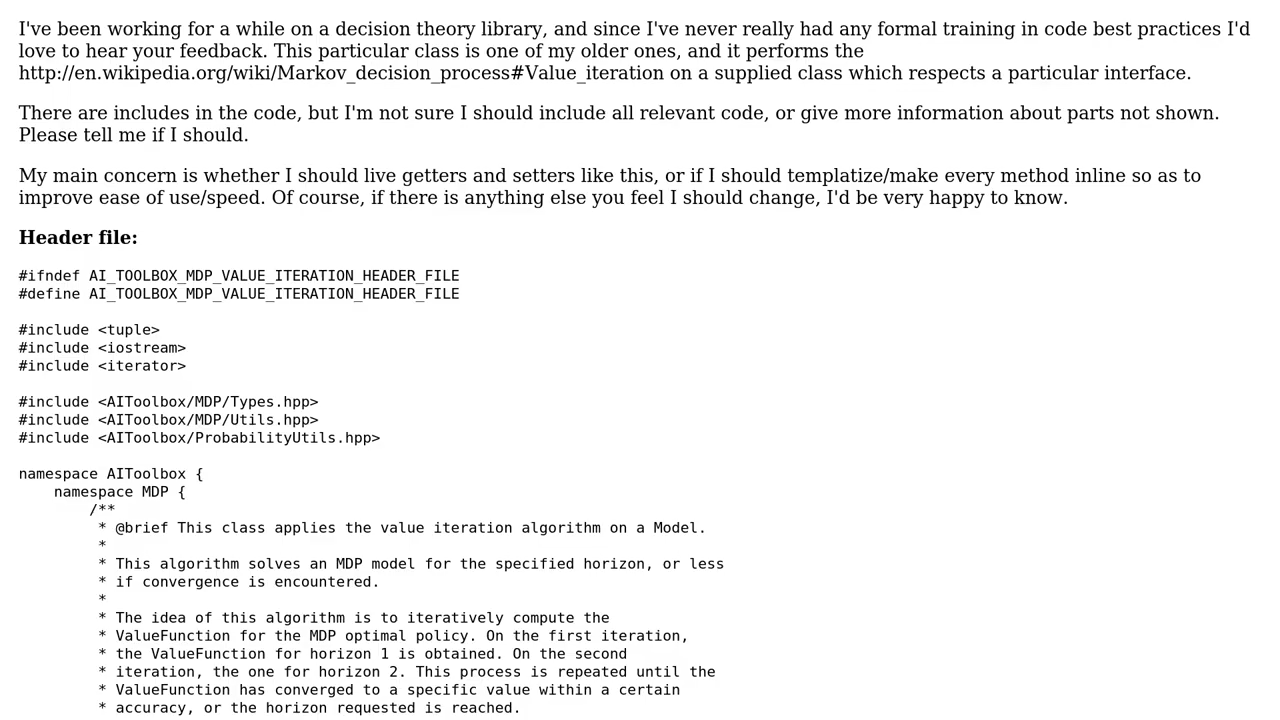 I've been working for a while on a decision theory library, and since I've never really had any formal training in code best practices I'd
love to hear your feedback. This particular class is one of my older ones, and it performs the
http://en.wikipedia.org/wiki/Markov_decision_process#Value_iteration on a supplied class which respects a particular interface.
There are includes in the code, but I'm not sure I should include all relevant code, or give more information about parts not shown.
Please tell me if I should.
My main concern is whether I should live getters and setters like this, or if I should templatize/make every method inline so as to
improve ease of use/speed. Of course, if there is anything else you feel I should change, I'd be very happy to know.
Header file:
#ifndef AI_TOOLBOX_MDP_VALUE_ITERATION_HEADER_FILE
#define AI_TOOLBOX_MDP_VALUE_ITERATION_HEADER_FILE
#include <tuple>
#include <iostream>
#include <iterator>
#include <AIToolbox/MDP/Types.hpp>
#include <AIToolbox/MDP/Utils.hpp>
#include <AIToolbox/ProbabilityUtils.hpp>
namespace AIToolbox {
    namespace MDP {
        /**
         * @brief This class applies the value iteration algorithm on a Model.
         *
         * This algorithm solves an MDP model for the specified horizon, or less
         * if convergence is encountered.
         *
         * The idea of this algorithm is to iteratively compute the
         * ValueFunction for the MDP optimal policy. On the first iteration,
         * the ValueFunction for horizon 1 is obtained. On the second
         * iteration, the one for horizon 2. This process is repeated until the
         * ValueFunction has converged to a specific value within a certain
         * accuracy, or the horizon requested is reached.